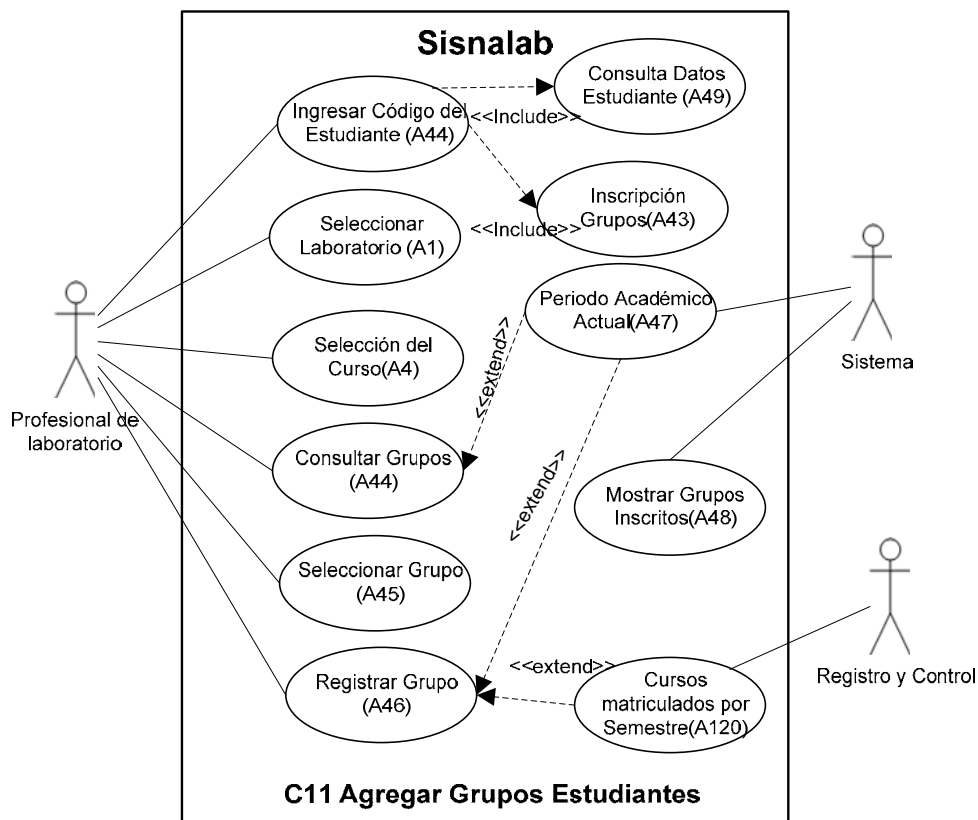 Sisnalab
Ingresar Código del
Estudiante (A44)
Consulta Datos
Estudiante (A49)
<<Include>>
Inscripción
Grupos(A43)
<<Include>>
Seleccionar
Laboratorio (A1)
Periodo Académico
Actual(A47)
Selección del
Curso(A4)
<<extend>>
Consultar Grupos
(A44)
<<extend>>
Mostrar Grupos
Inscritos(A48)
Seleccionar Grupo
(A45)
Registrar Grupo
(A46)
<<extend>>
Cursos
matriculados por
Semestre(A120)
Profesional de
laboratorio
Sistema
Registro y Control
C11 Agregar Grupos Estudiantes